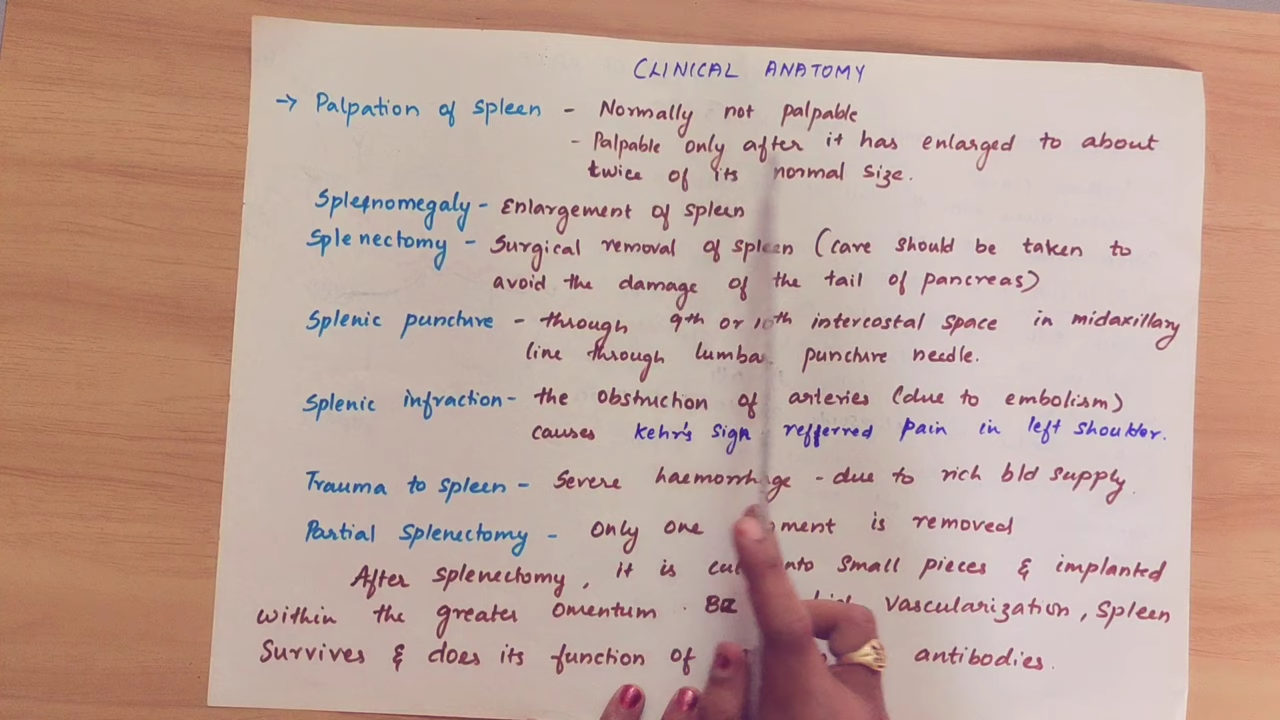 CLINICAL ANATOMY
→ Palpation of spleen - Normally not palpable
- Palpable only after it has enlarged to about
twice of its normal size.
Spleenomegaly - Enlargement of spleen
Splenectomy - Surgical removal of spleen (care should be taken to
avoid the damage of the tail of pancreas)
Splenic puncture - through 9th or 10th intercostal space in midaxillary
line through lumba puncture needle.
Splenic infraction - the obstruction of arteries (due to embolism)
causes kehr's sign refferred pain in left shoulder.
Trauma to spleen - Severe haemorrhage - due to rich bld supply.
Partial Splenectomy - Only one ment is removed
After splenectomy, it is cut into small pieces & implanted
within the greater omentum. vascularization, spleen
Survives & does its function of antibodies.